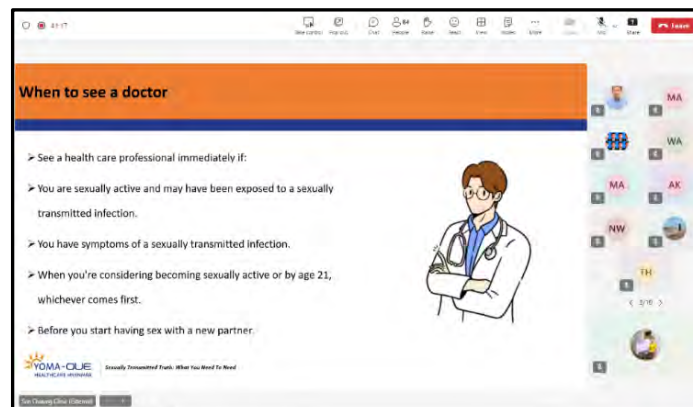 Chat
People
View
More
Share
Leave
When to see a doctor
➤ See a health care professional immediately if:
➤ You are sexually active and may have been exposed to a sexually
transmitted infection.
➤ You have symptoms of a sexually transmitted infection.
➤ When you're considering becoming sexually active or by age 21,
whichever comes first.
➤ Before you start having sex with a new partner.
YOMA-OUE
HEALTHCARE
Sexually Transmitted Truth: What You Need To Need
MA
WA
MA
AK
NW
TH